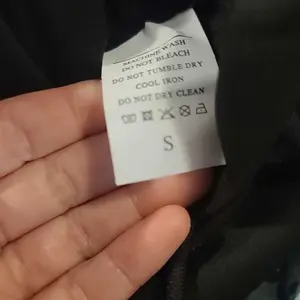 MACHINE WASH
DO NOT BLEACH
DO NOT TUMBLE DRY
COOL IRON
DO NOT DRY CLEAN
S